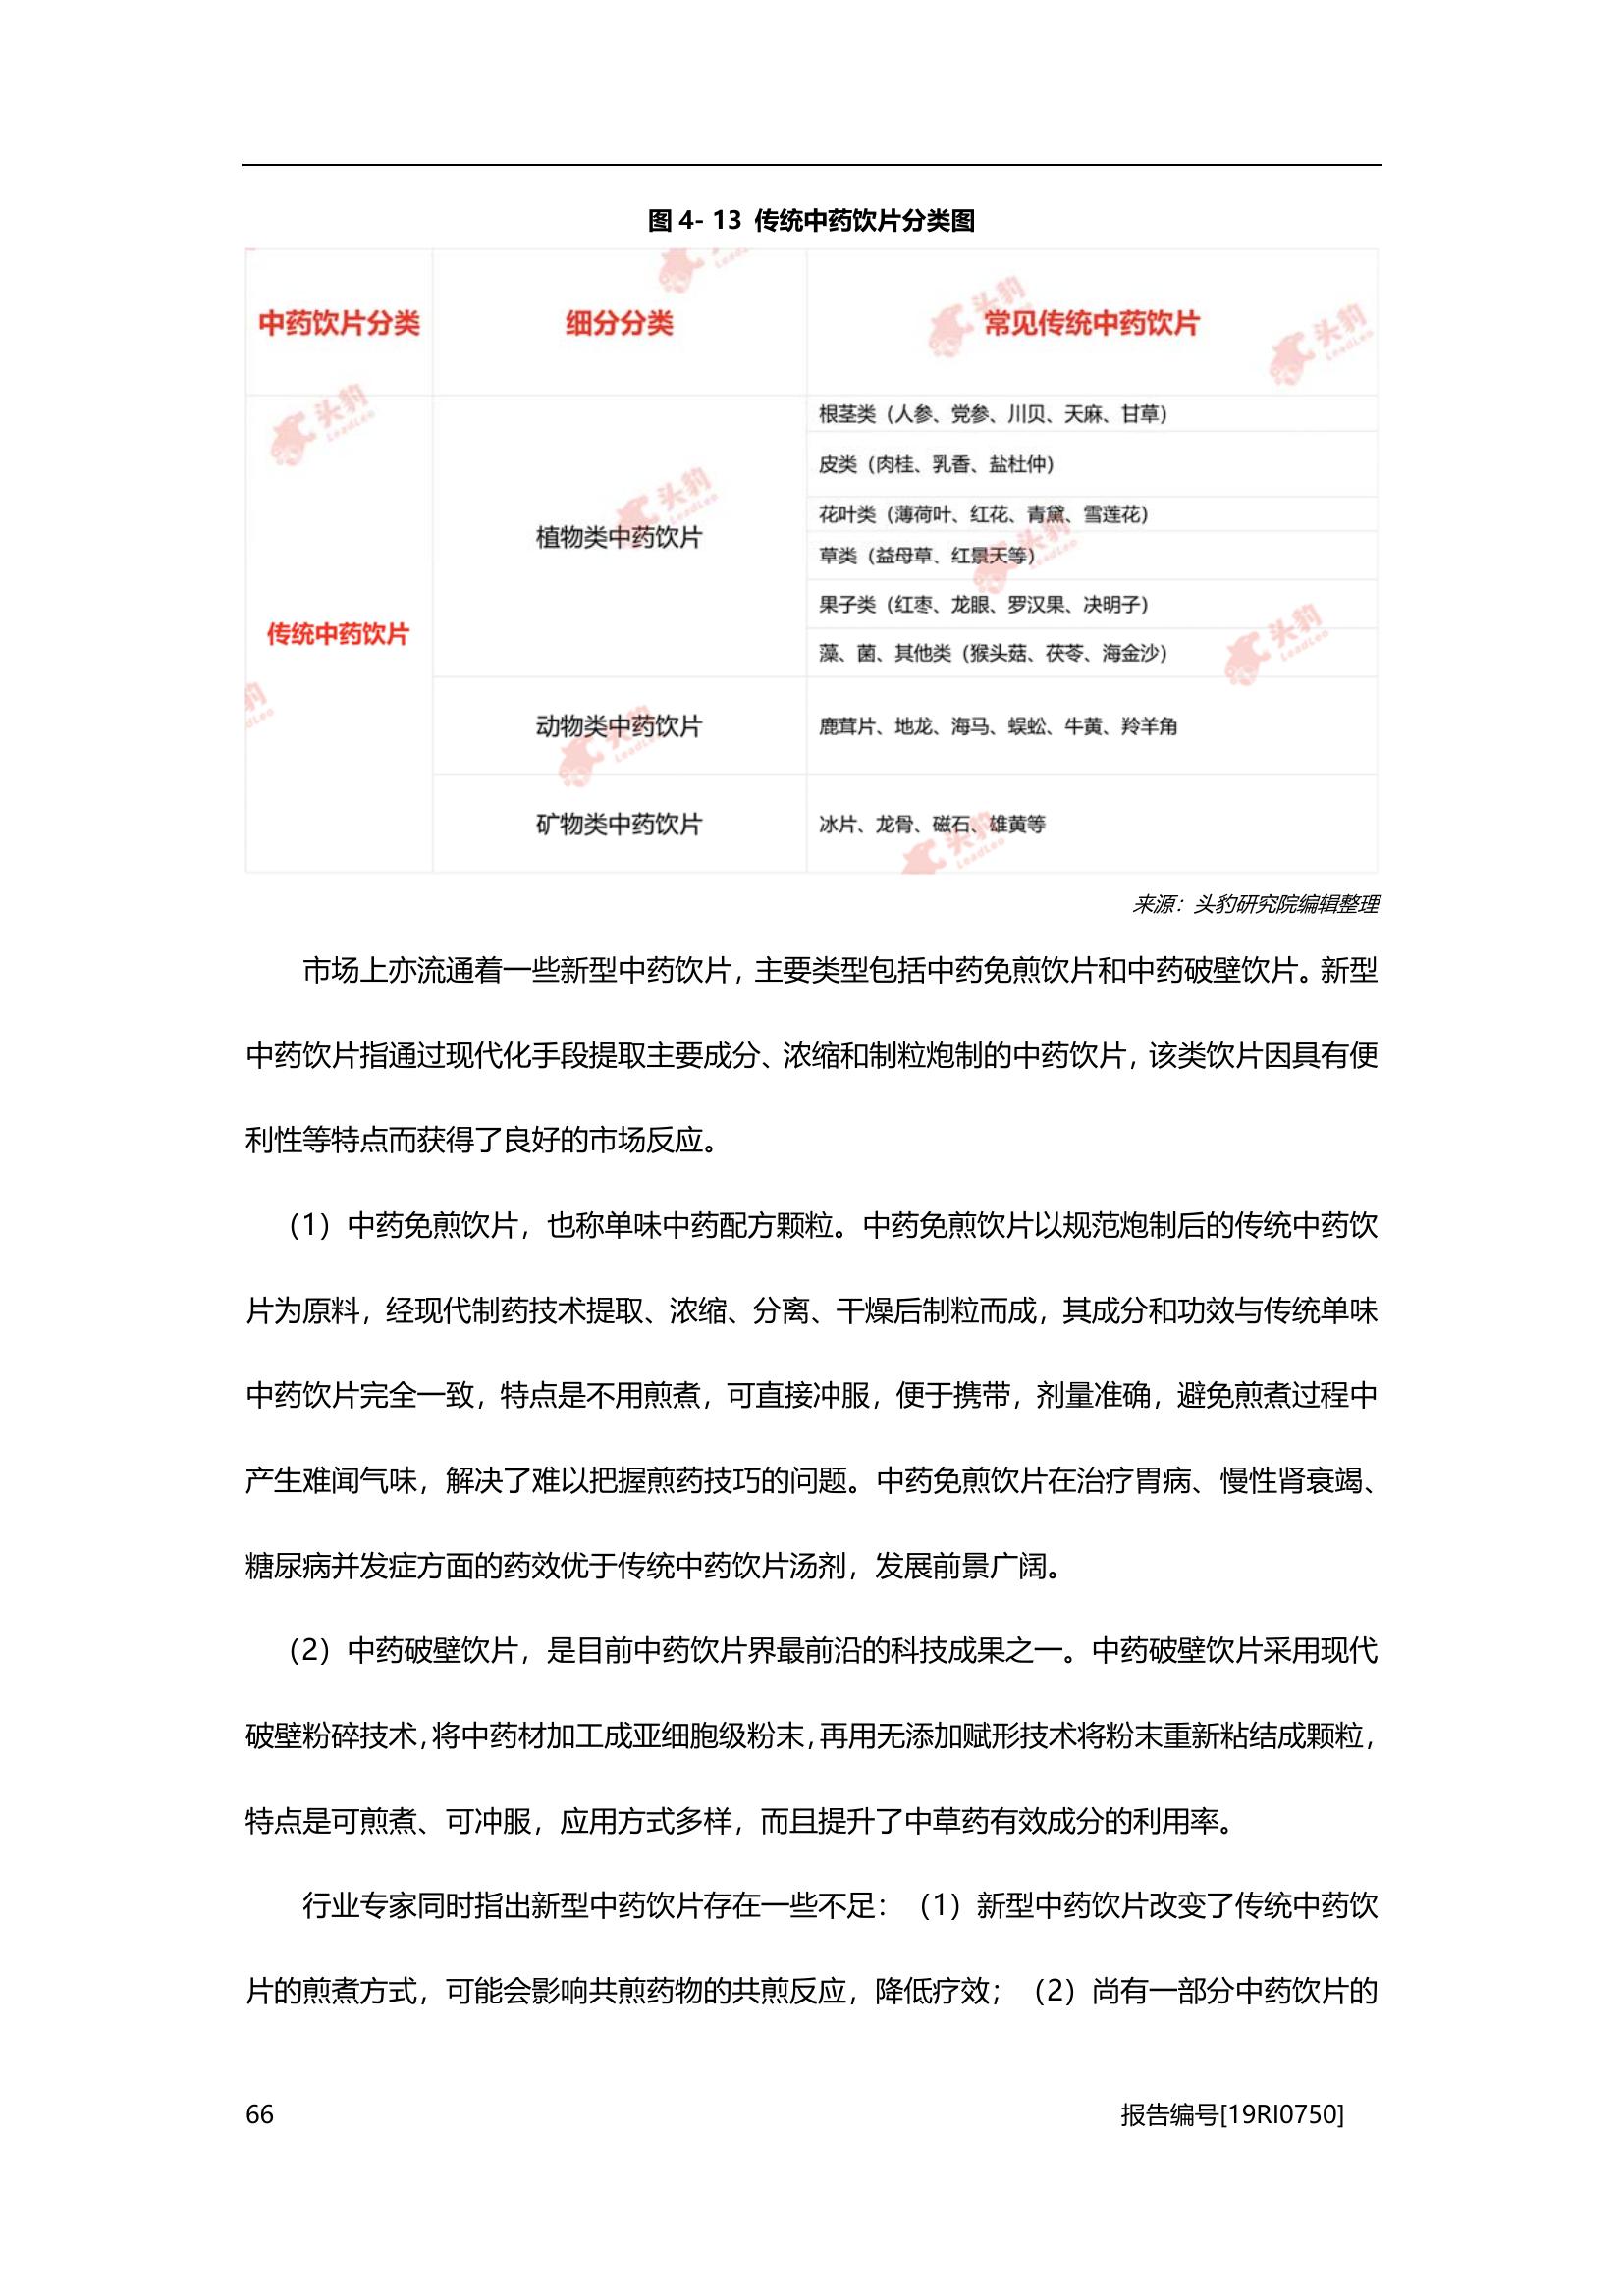 图 4- 13 传统中药饮片分类图
中药饮片分类 细分分类 常见传统中药饮片
传统中药饮片
植物类中药饮片
根茎类（人参、党参、川贝、天麻、甘草）
皮类（肉桂、乳香、盐杜仲）
花叶类（薄荷叶、红花、青黛、雪莲花）
草类（益母草、红景天等）
果子类（红枣、龙眼、罗汉果、决明子）
藻、菌、其他类（猴头菇、茯苓、海金沙）
动物类中药饮片 鹿茸片、地龙、海马、蜈蚣、牛黄、羚羊角
矿物类中药饮片 冰片、龙骨、磁石、雄黄等
头豹 LeadLeo
来源：头豹研究院编辑整理
市场上亦流通着一些新型中药饮片，主要类型包括中药免煎饮片和中药破壁饮片。新型
中药饮片指通过现代化手段提取主要成分、浓缩和制粒炮制的中药饮片，该类饮片因具有便
利性等特点而获得了良好的市场反应。
（1）中药免煎饮片，也称单味中药配方颗粒。中药免煎饮片以规范炮制后的传统中药饮
片为原料，经现代制药技术提取、浓缩、分离、干燥后制粒而成，其成分和功效与传统单味
中药饮片完全一致，特点是不用煎煮，可直接冲服，便于携带，剂量准确，避免煎煮过程中
产生难闻气味，解决了难以把握煎药技巧的问题。中药免煎饮片在治疗胃病、慢性肾衰竭、
糖尿病并发症方面的药效优于传统中药饮片汤剂，发展前景广阔。
（2）中药破壁饮片，是目前中药饮片界最前沿的科技成果之一。中药破壁饮片采用现代
破壁粉碎技术，将中药材加工成亚细胞级粉末，再用无添加赋形技术将粉末重新粘结成颗粒，
特点是可煎煮、可冲服，应用方式多样，而且提升了中草药有效成分的利用率。
行业专家同时指出新型中药饮片存在一些不足：（1）新型中药饮片改变了传统中药饮
片的煎煮方式，可能会影响共煎药物的共煎反应，降低疗效；（2）尚有一部分中药饮片的
66 报告编号[19RI0750]